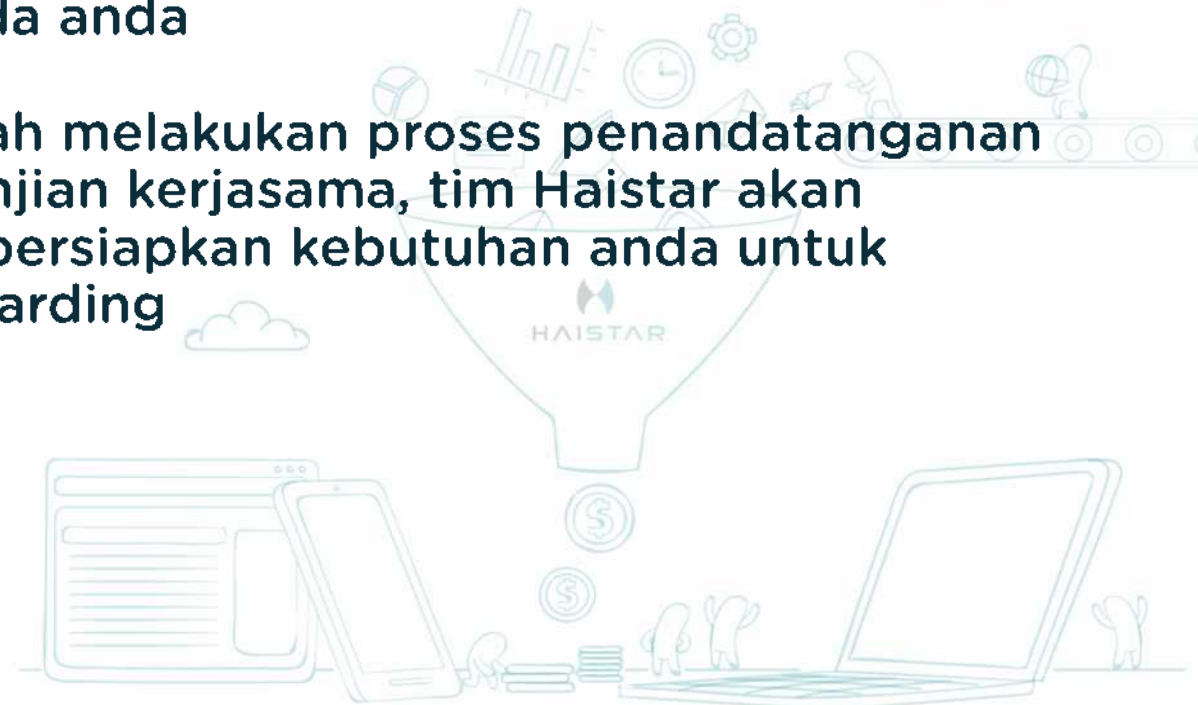 da anda
ah melakukan proses penandatanganan
njian kerjasama, tim Haistar akan
persiapkan kebutuhan anda untuk
arding
HAISTAR